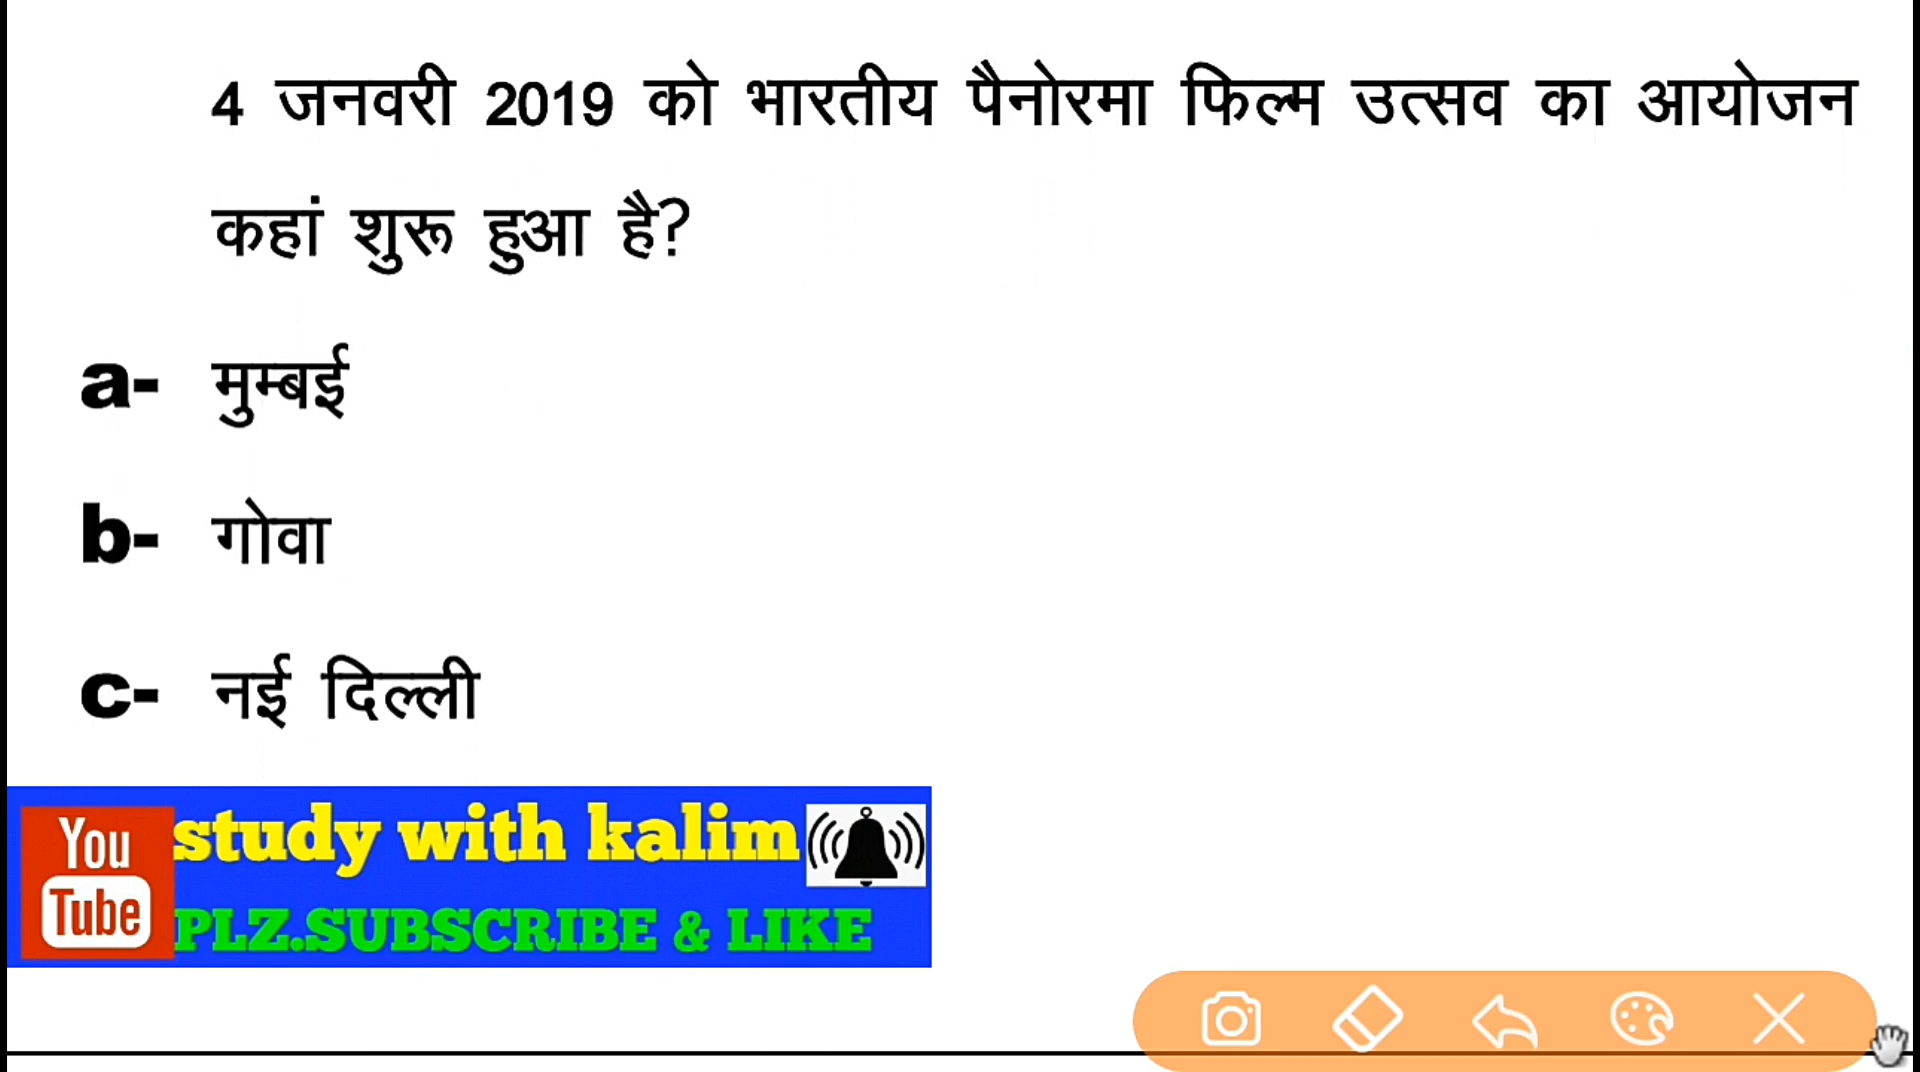 4 जनवरी 2019 को भारतीय पैनोरमा फिल्म उत्सव का आयोजन
कहां शुरू हुआ है?
a- मुम्बई
b- गोवा
c- नई दिल्ली
You
Tube
study with kalim
PLZ.SUBSCRIBE & LIKE